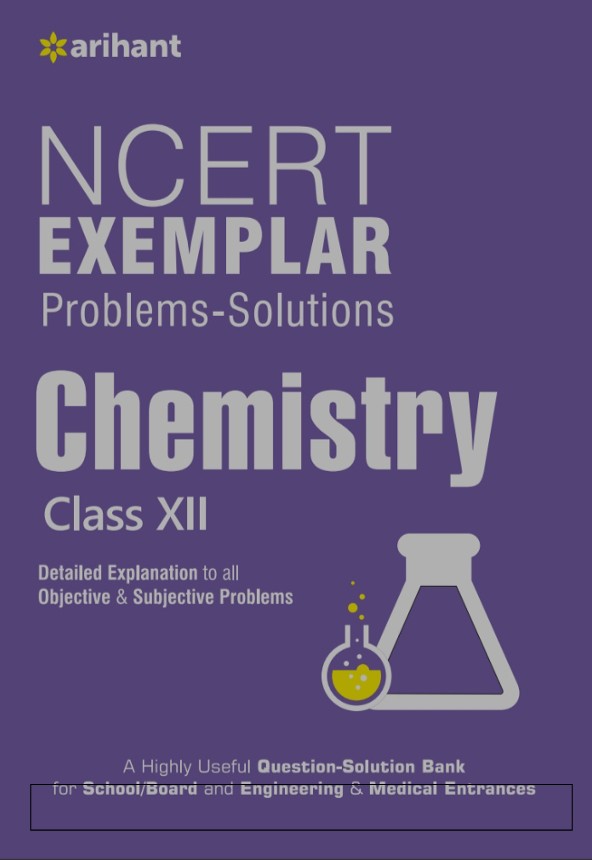 arihant
NCERT
EXEMPLAR
Problems-Solutions
Chemistry
Class XII
Detailed Explanation to all
Objective & Subjective Problems
A Highly Useful Question-Solution Bank
for School/Board and Engineering & Medical Entrances